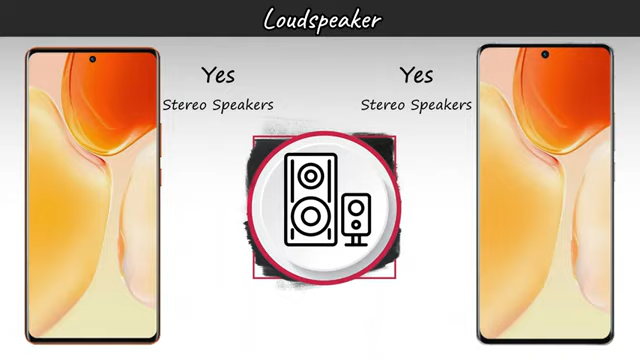 Loudspeaker
Yes
Stereo Speakers
Yes
Stereo Speakers